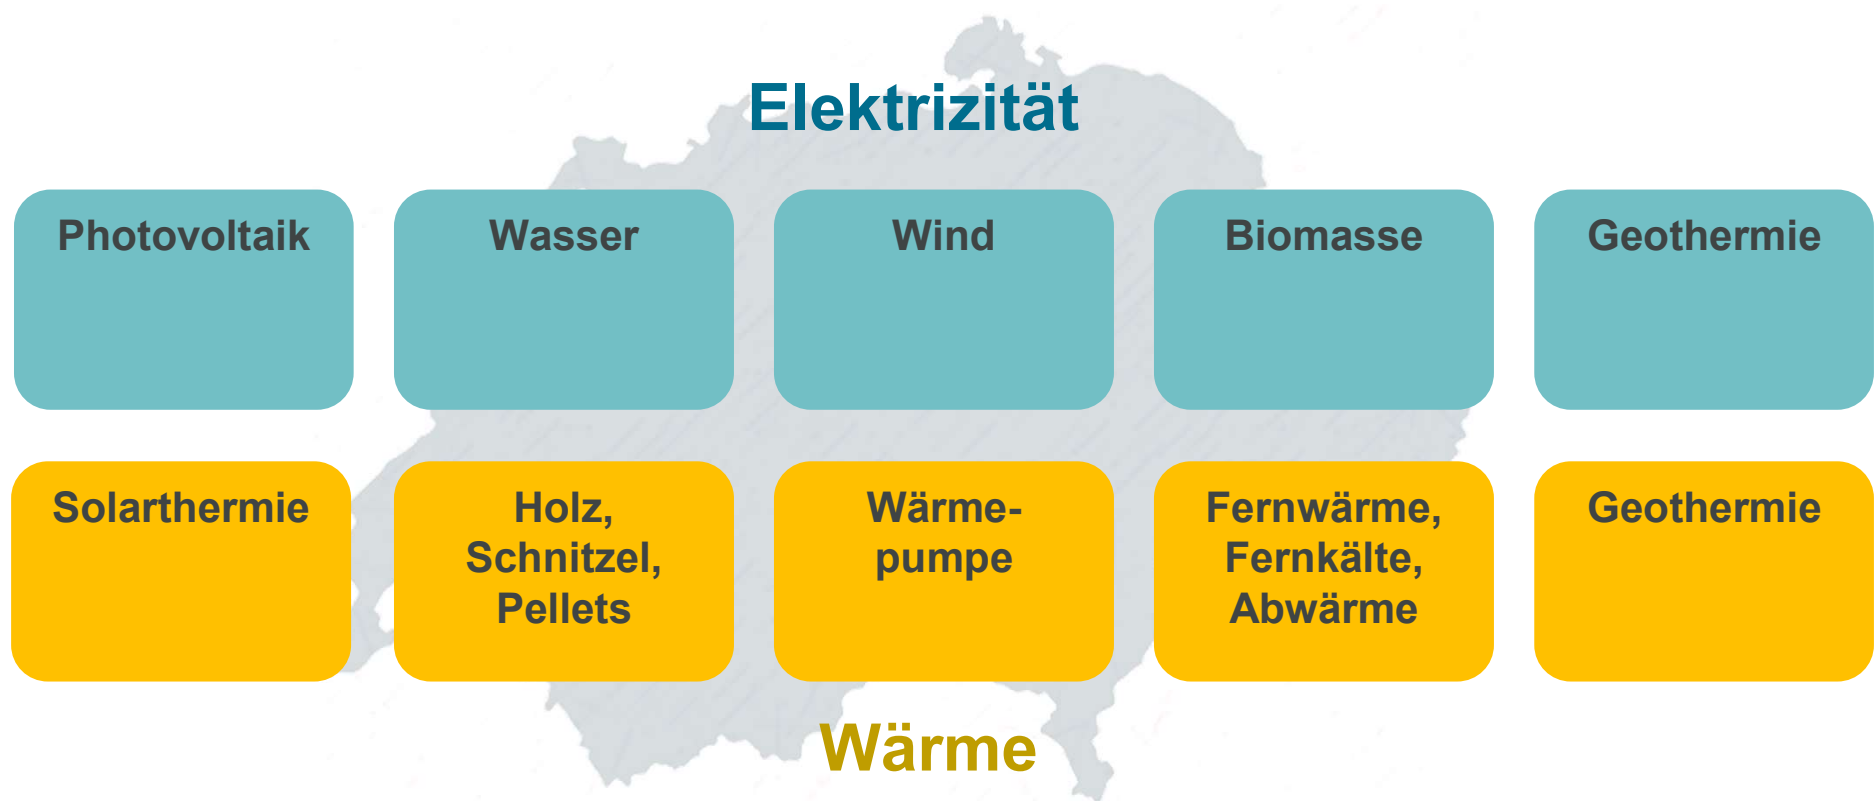 Elektrizität
Photovoltaik
Wasser
Wind
Biomasse
Geothermie
Solarthermie
Holz,
Schnitzel,
Pellets
Wärme-
pumpe
Fernwärme,
Fernkälte,
Abwärme
Geothermie
Wärme